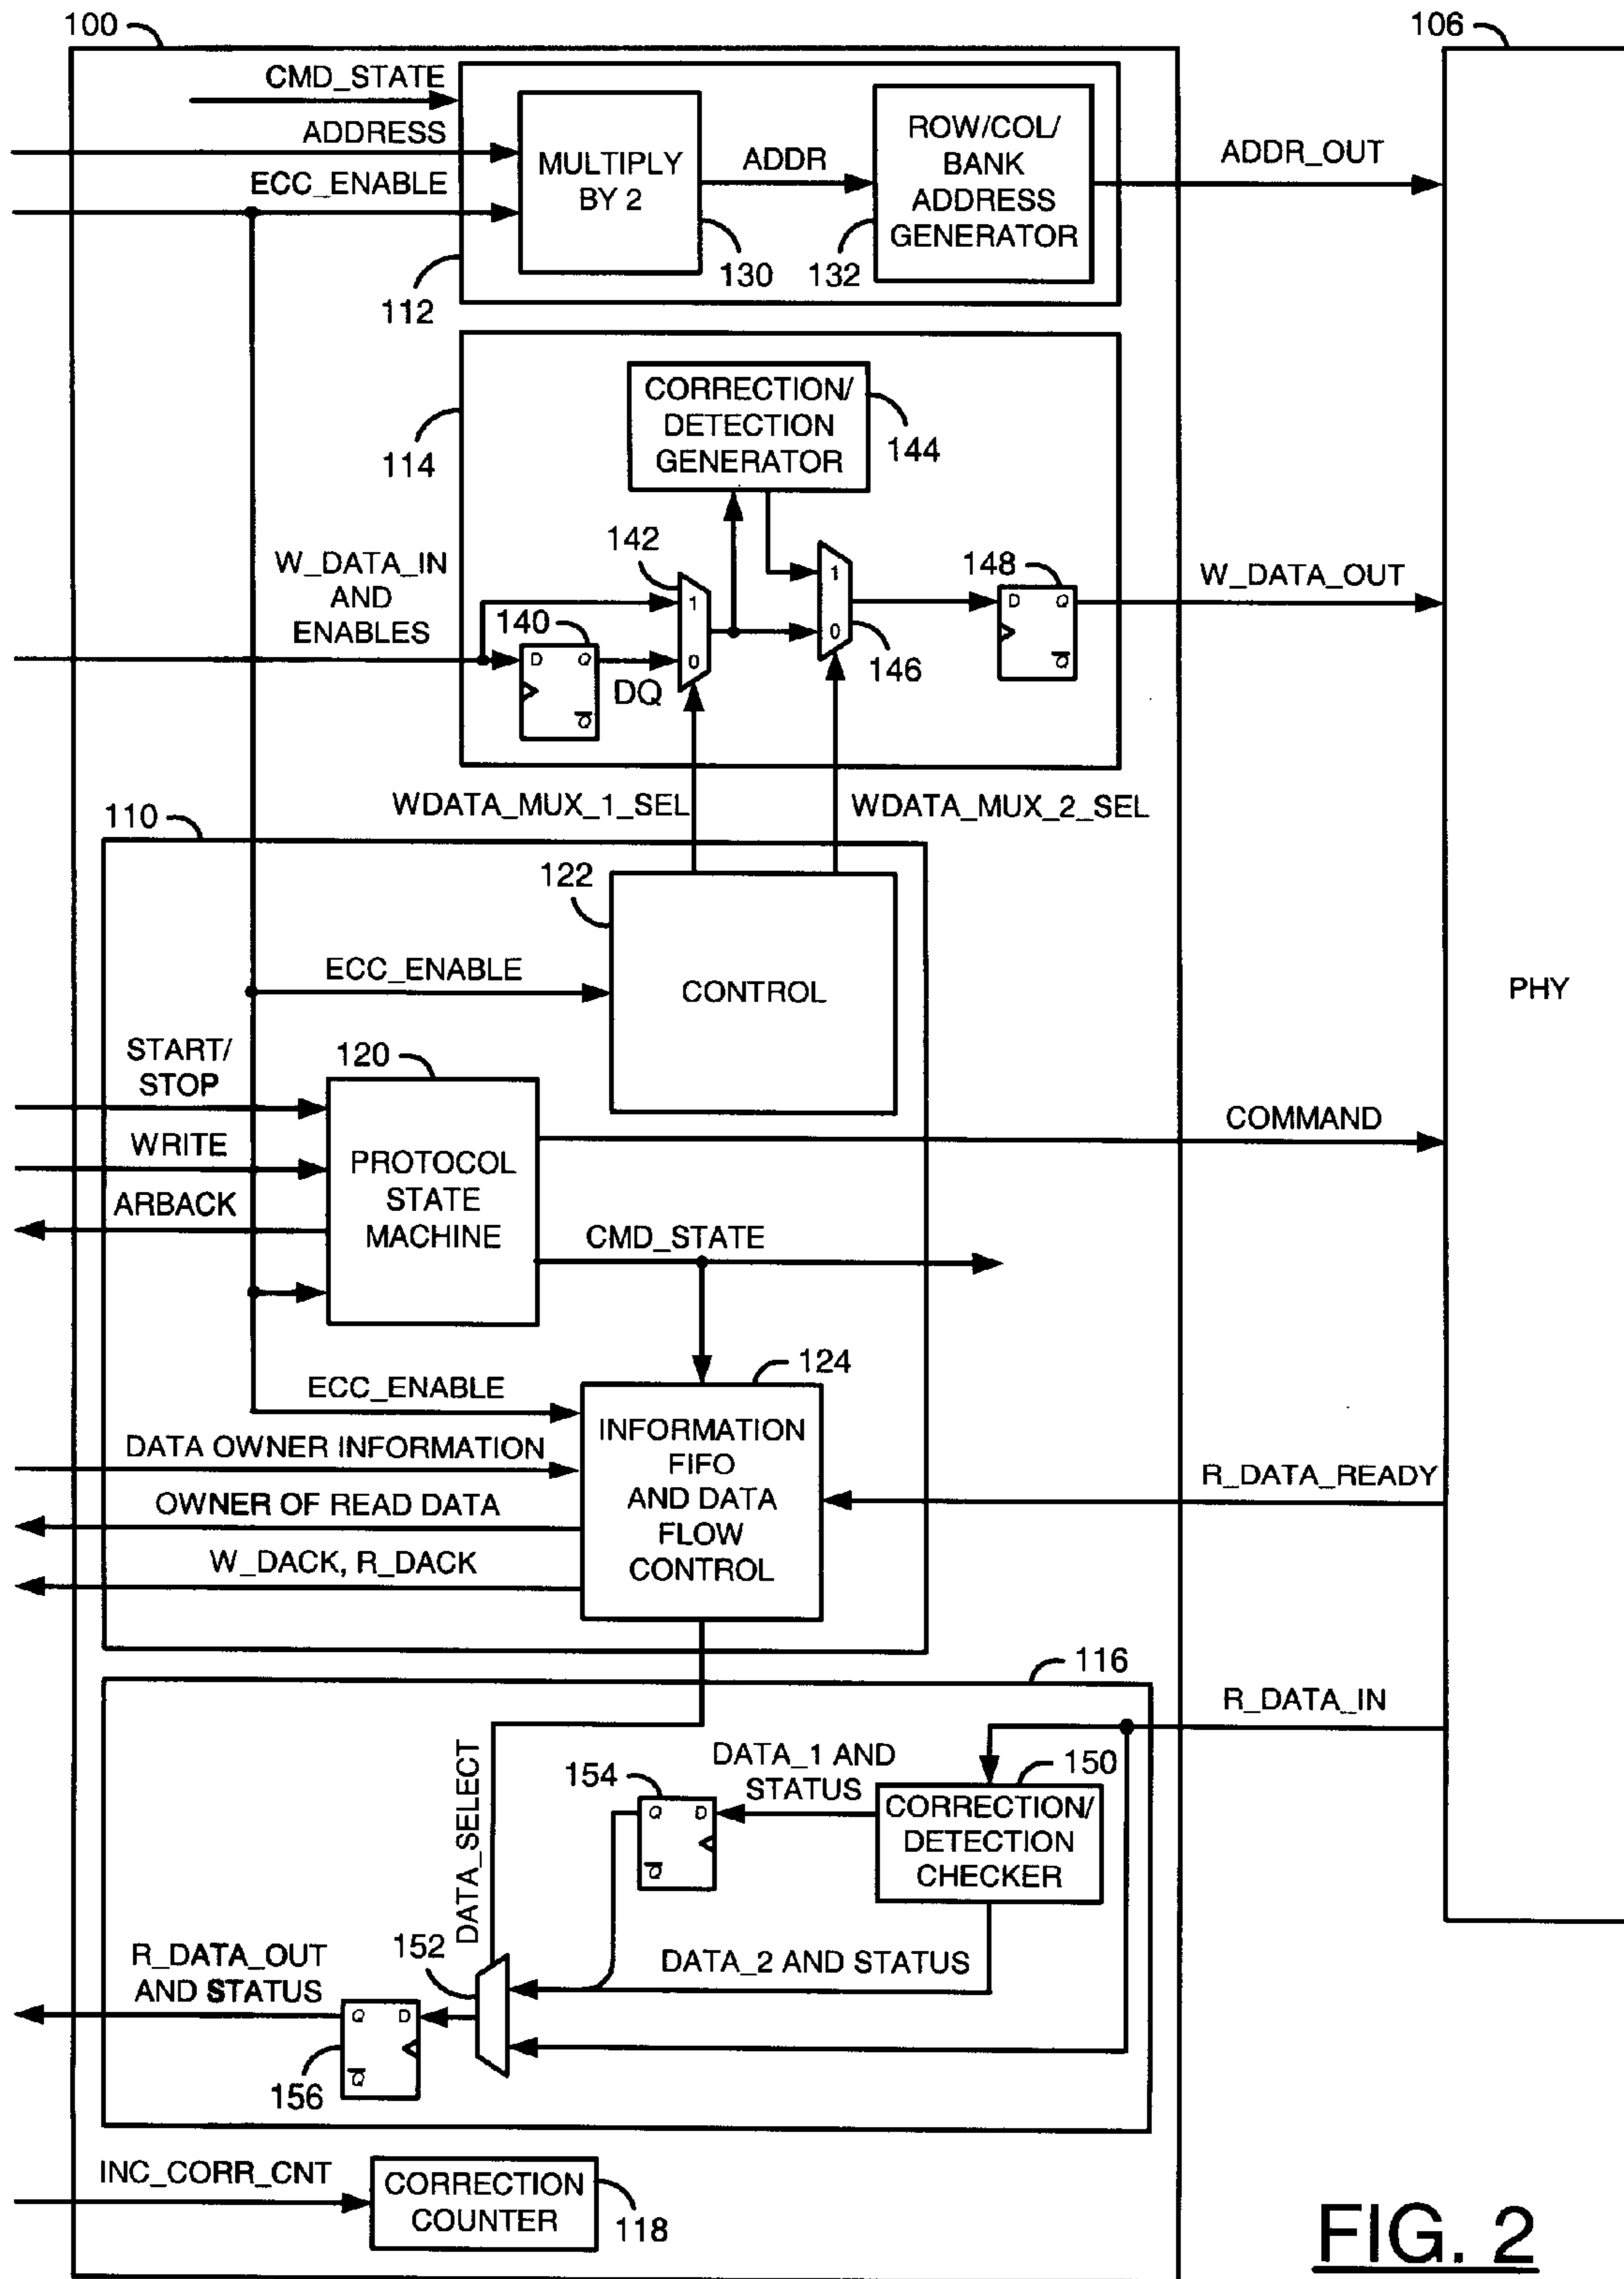 100
106
CMD_STATE
ADDRESS
ECC_ENABLE
MULTIPLY
BY 2
ADDR
ROW/COL/
BANK
ADDRESS
GENERATOR
ADDR_OUT
130
132
112
CORRECTION/
DETECTION
GENERATOR
144
114
W_DATA_IN
AND
ENABLES
142
1
0
140
D Q
Q
DQ
1
0
146
148
D Q
Q
W_DATA_OUT
WDATA_MUX_1_SEL
WDATA_MUX_2_SEL
110
122
ECC_ENABLE
CONTROL
PHY
START/
STOP
120
WRITE
ARBACK
PROTOCOL
STATE
MACHINE
COMMAND
CMD_STATE
124
ECC_ENABLE
DATA OWNER INFORMATION
OWNER OF READ DATA
W_DACK, R_DACK
INFORMATION
FIFO
AND DATA
FLOW
CONTROL
R_DATA_READY
116
R_DATA_IN
DATA_SELECT
154
DATA_1 AND
STATUS
150
Q D
Q
CORRECTION/
DETECTION
CHECKER
152
DATA_2 AND STATUS
R_DATA_OUT
AND STATUS
Q D
Q
156
INC_CORR_CNT
CORRECTION
COUNTER
118
FIG. 2